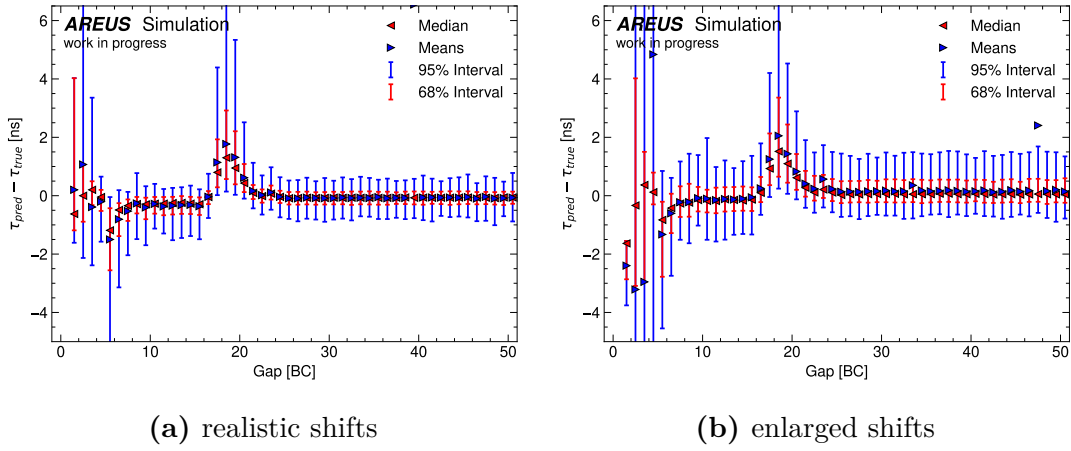 AREUS Simulation
work in progress
Median
Means
95% Interval
68% Interval
6
4
2
0
−2
−4
τpred − τtrue [ns]
0 10 20 30 40 50
Gap [BC]
(a) realistic shifts
AREUS Simulation
work in progress
Median
Means
95% Interval
68% Interval
6
4
2
0
−2
−4
τpred − τtrue [ns]
0 10 20 30 40 50
Gap [BC]
(b) enlarged shifts